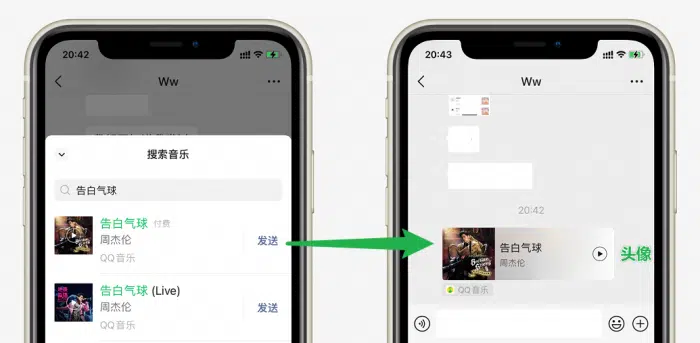 20:42
Ww
搜索音乐
告白气球
告白气球 付费
周杰伦
QQ音乐
发送
告白气球 (Live)
周杰伦
QQ音乐
发送
20:43
Ww
20:42
告白气球
周杰伦
QQ音乐
头像